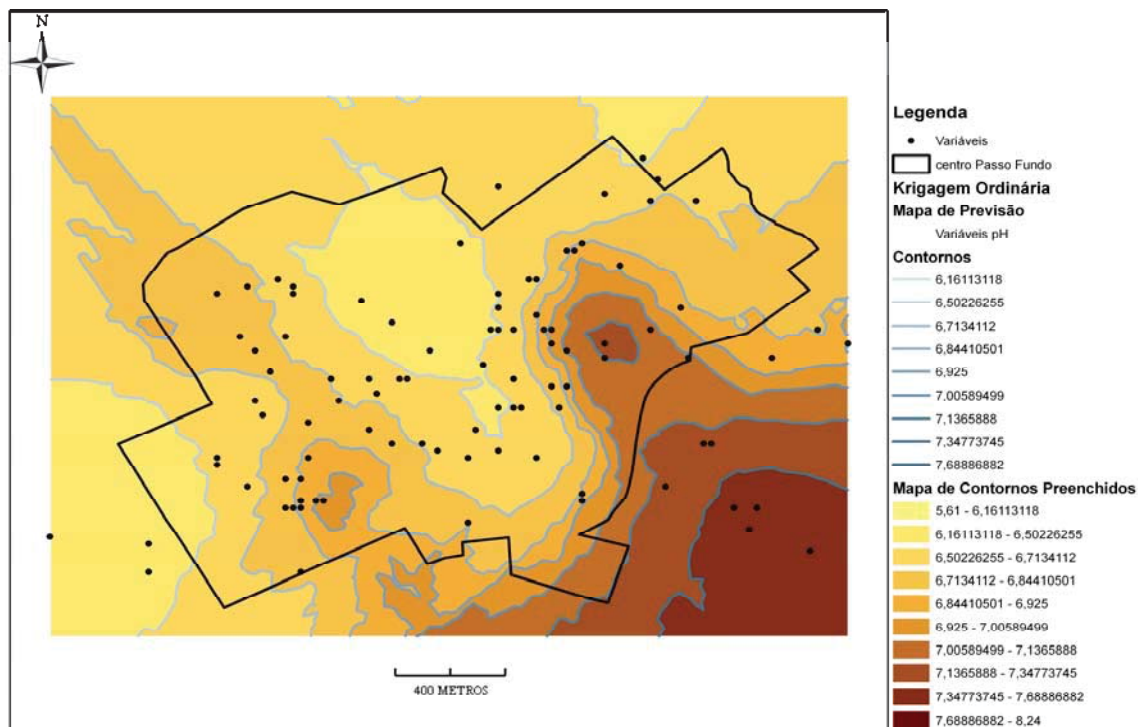 N
400 METROS
Legenda
Variáveis
centro Passo Fundo
Krigagem Ordinária
Mapa de Previsão
Variáveis pH
Contornos
6,16113118
6,50226255
6,7134112
6,84410501
6,925
7,00589499
7,1365888
7,34773745
7,68886882
Mapa de Contornos Preenchidos
5,61 - 6,16113118
6,16113118 - 6,50226255
6,50226255 - 6,7134112
6,7134112 - 6,84410501
6,84410501 - 6,925
6,925 - 7,00589499
7,00589499 - 7,1365888
7,1365888 - 7,34773745
7,34773745 - 7,68886882
7,68886882 - 8,24